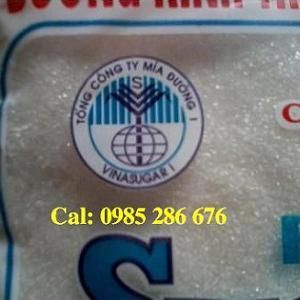 TỔNG CÔNG TY MÍA ĐƯỜNG I
S
VINASUGAR I
C
Cal: 0985 286 676
S